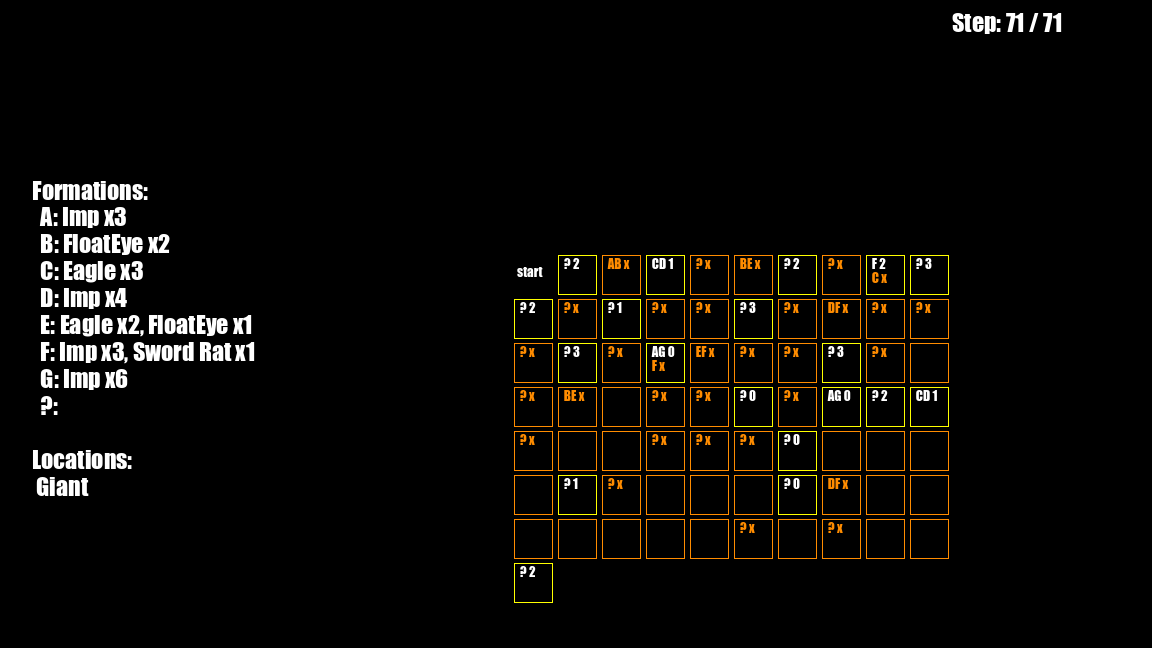 Step: 71 / 71
Formations:
A: Imp x3
B: FloatEye x2
C: Eagle x3
D: Imp x4
E: Eagle x2, FloatEye x1
F: Imp x3, Sword Rat x1
G: Imp x6
?:
Locations:
Giant
start ? 2 AB x CD 1 ? x BE x ? 2 ? x F 2 ? 3
C x
? 2 ? x ? 1 ? x ? x ? 3 ? x DF x ? x ? x
? x ? 3 ? x AG 0 EF x ? x ? x ? 3 ? x
F x
? x BE x ? x ? x ? 0 ? x AG 0 ? 2 CD 1
? x ? x ? x ? x ? 0
? 1 ? x ? 0 DF x
? x ? x
? 2